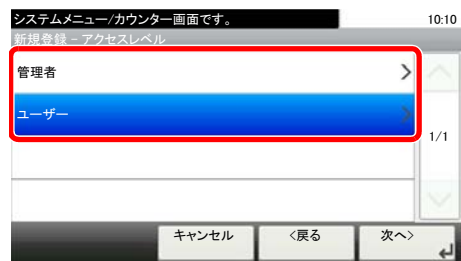 システムメニュー/カウンター画面です。 10:10
新規登録 - アクセスレベル
管理者
ユーザー
1/1
キャンセル <戻る 次へ>